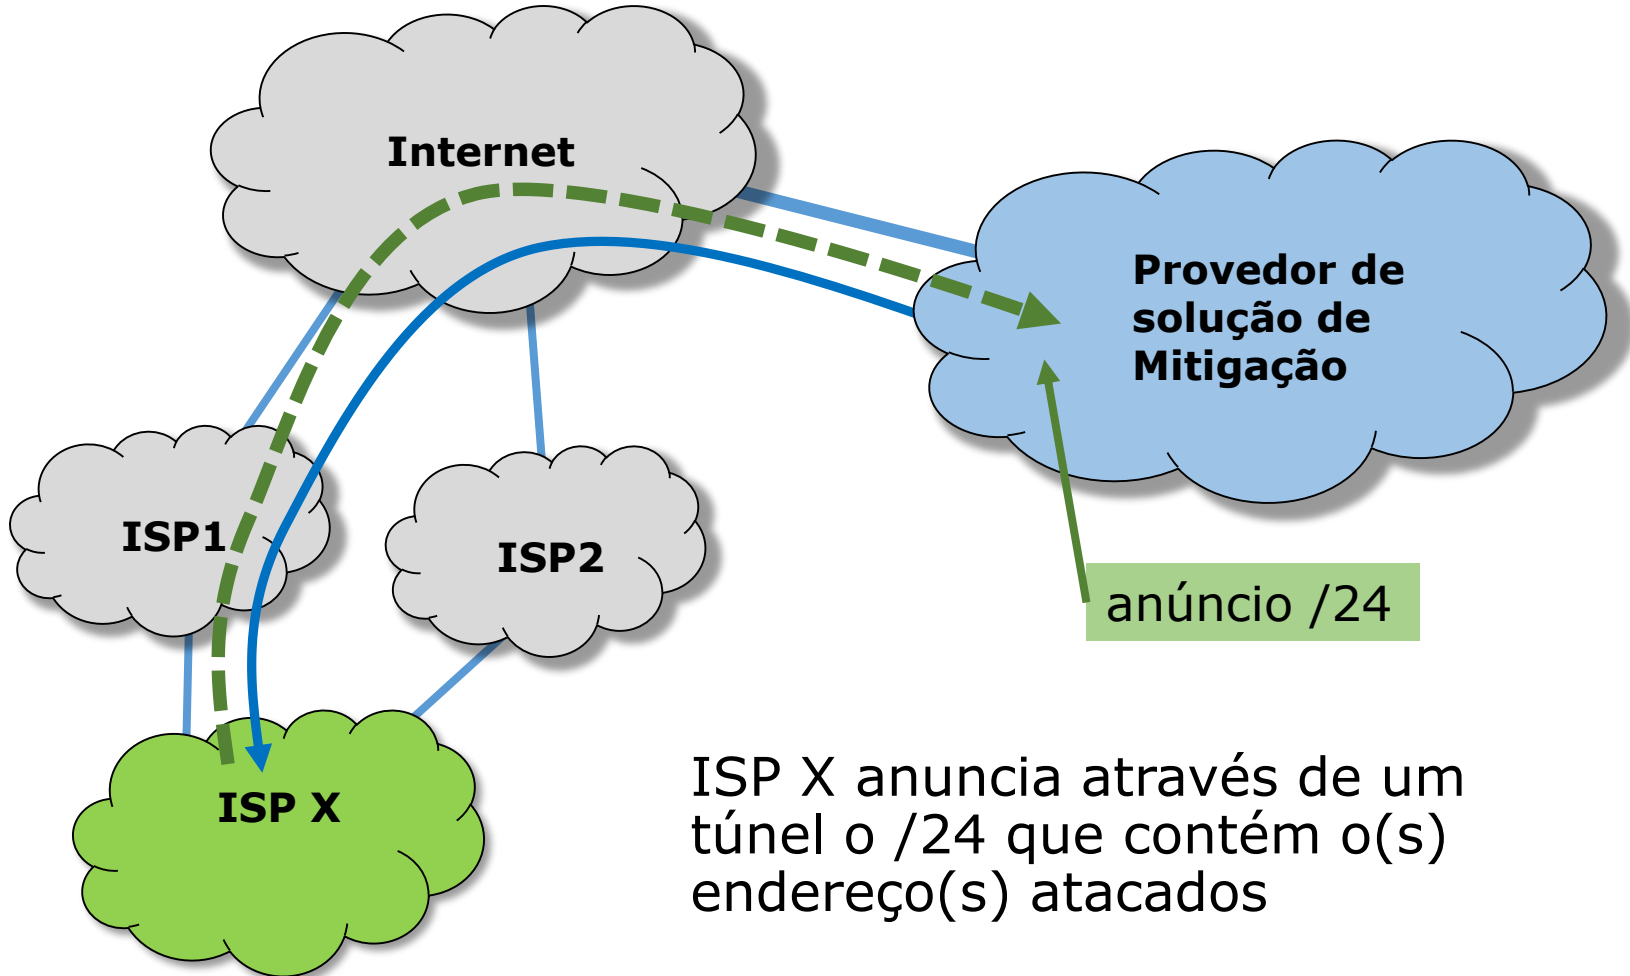 Internet
Provedor de
solução de
Mitigação
ISP1
ISP2
anúncio /24
ISP X
ISP X anuncia através de um
túnel o /24 que contém o(s)
endereço(s) atacados